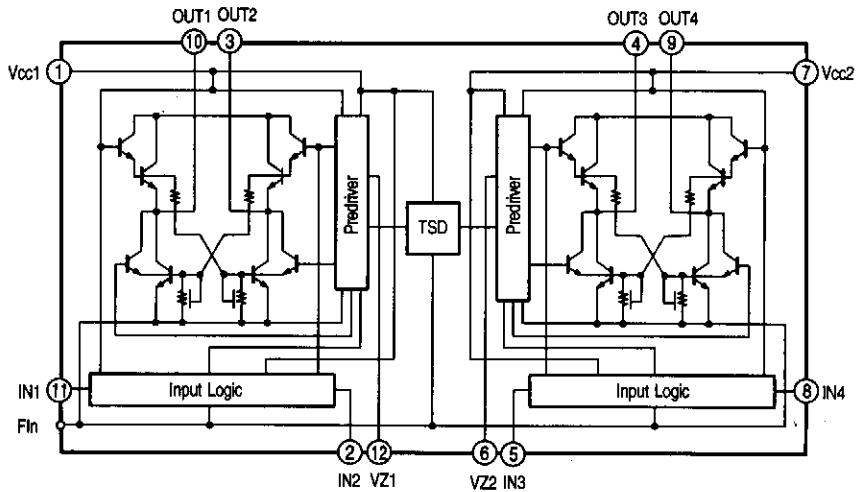 OUT1 OUT2 OUT3 OUT4
10 3 4 9
Vcc1 1 7 Vcc2
Predriver TSD Predriver
IN1 11 Input Logic Input Logic 8 IN4
FIn
2 12 6 5
IN2 VZ1 VZ2 IN3